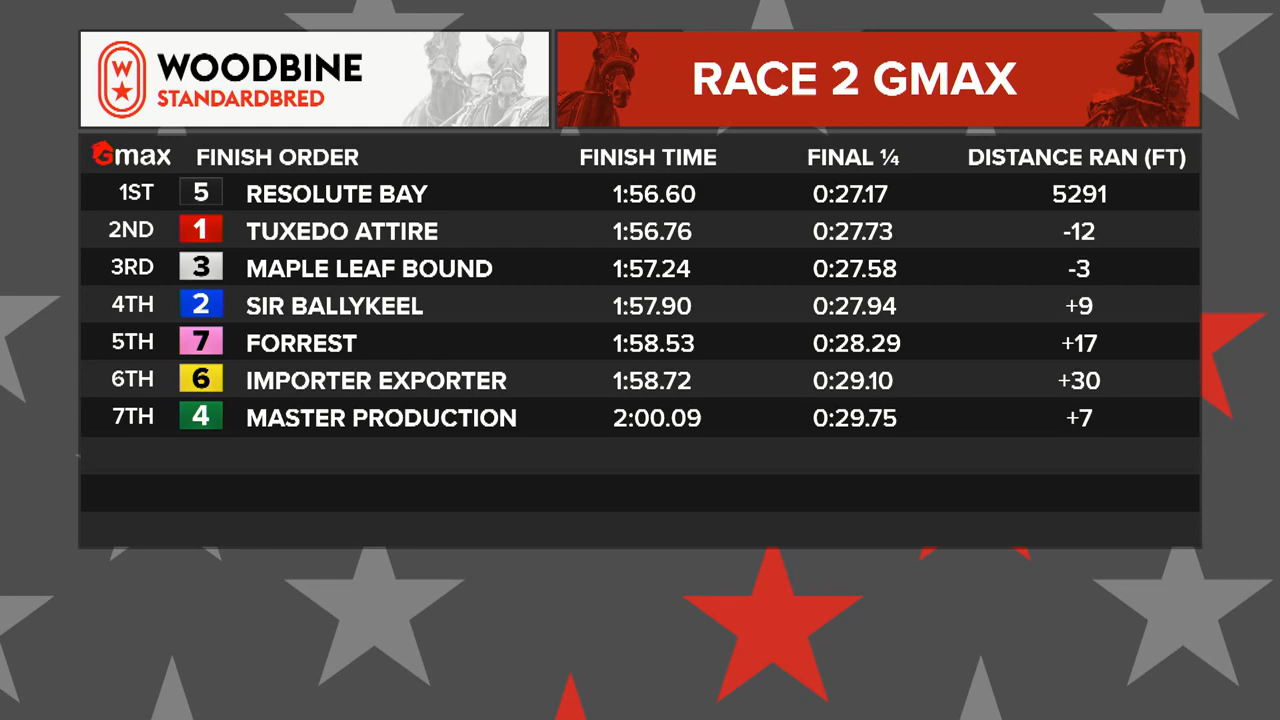 W
WOODBINE
STANDARDBRED
RACE 2 GMAX
Gmax FINISH ORDER FINISH TIME FINAL ¼ DISTANCE RAN (FT)
1ST 5 RESOLUTE BAY 1:56.60 0:27.17 5291
2ND 1 TUXEDO ATTIRE 1:56.76 0:27.73 -12
3RD 3 MAPLE LEAF BOUND 1:57.24 0:27.58 -3
4TH 2 SIR BALLYKEEL 1:57.90 0:27.94 +9
5TH 7 FORREST 1:58.53 0:28.29 +17
6TH 6 IMPORTER EXPORTER 1:58.72 0:29.10 +30
7TH 4 MASTER PRODUCTION 2:00.09 0:29.75 +7